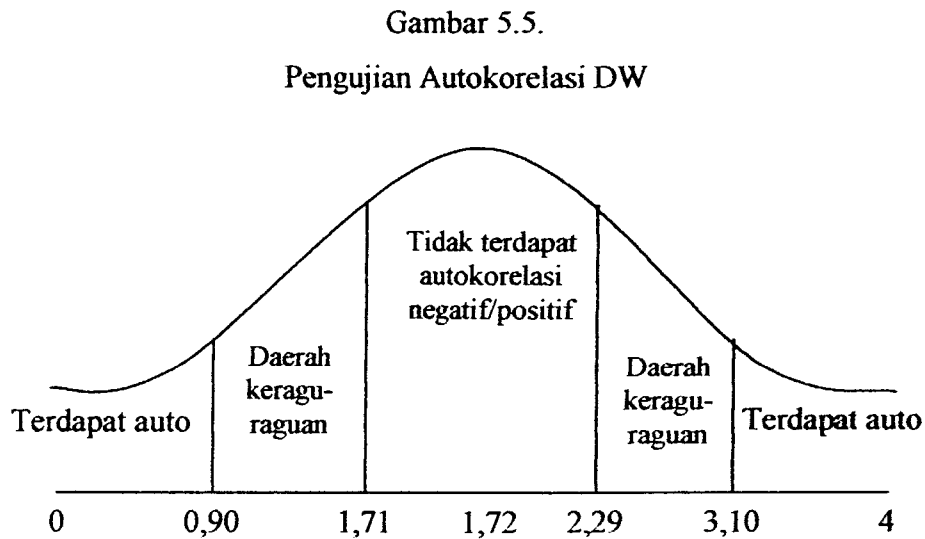 Gambar 5.5.
Pengujian Autokorelasi DW
Tidak terdapat
autokorelasi
negatif/positif
Daerah
keragu-
raguan
Daerah
keragu-
raguan
Terdapat auto
Terdapat auto
0 0,90 1,71 1,72 2,29 3,10 4